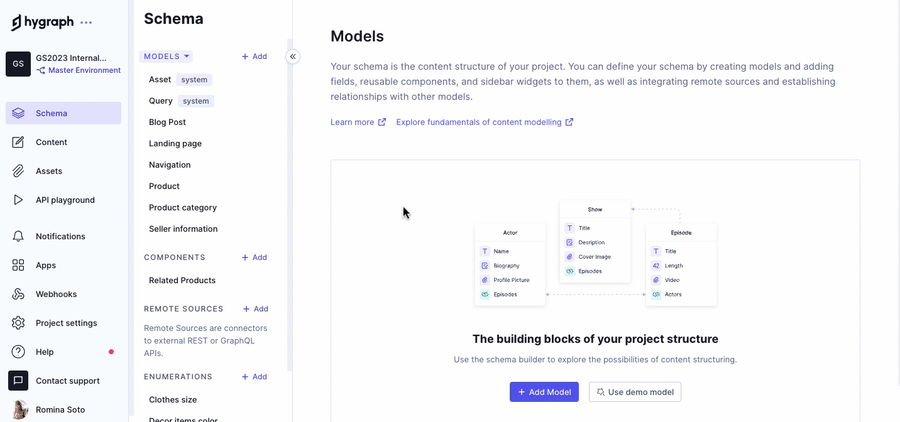 hygraph
GS
GS2023 Internal...
Master Environment
Schema
Content
Assets
API playground
Notifications
Apps
Webhooks
Project settings
Help
Contact support
Romina Soto
Schema
MODELS
+ Add
Asset system
Query system
Blog Post
Landing page
Navigation
Product
Product category
Seller information
COMPONENTS
+ Add
Related Products
REMOTE SOURCES
+ Add
Remote Sources are connectors
to external REST or GraphQL
APIs.
ENUMERATIONS
+ Add
Clothes size
Decor items color
Models
Your schema is the content structure of your project. You can define your schema by creating models and adding
fields, reusable components, and sidebar widgets to them, as well as integrating remote sources and establishing
relationships with other models.
Learn more
Explore fundamentals of content modelling
Actor
Name
Biography
Profile Picture
Episodes
Show
Title
Desription
Cover Image
Episodes
Episode
Title
42 Length
Video
Actors
The building blocks of your project structure
Use the schema builder to explore the possibilities of content structuring.
+ Add Model
Use demo model